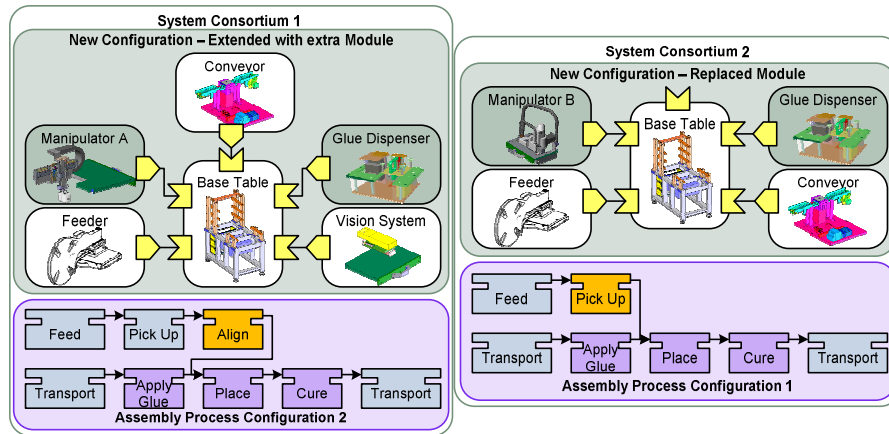 System Consortium 1
New Configuration – Extended with extra Module
Conveyor
Manipulator A
Glue Dispenser
Base Table
Feeder
Vision System
Feed
Pick Up
Align
Transport
Apply
Glue
Place
Cure
Transport
Assembly Process Configuration 2
System Consortium 2
New Configuration – Replaced Module
Manipulator B
Glue Dispenser
Base Table
Feeder
Conveyor
Feed
Pick Up
Transport
Apply
Glue
Place
Cure
Transport
Assembly Process Configuration 1